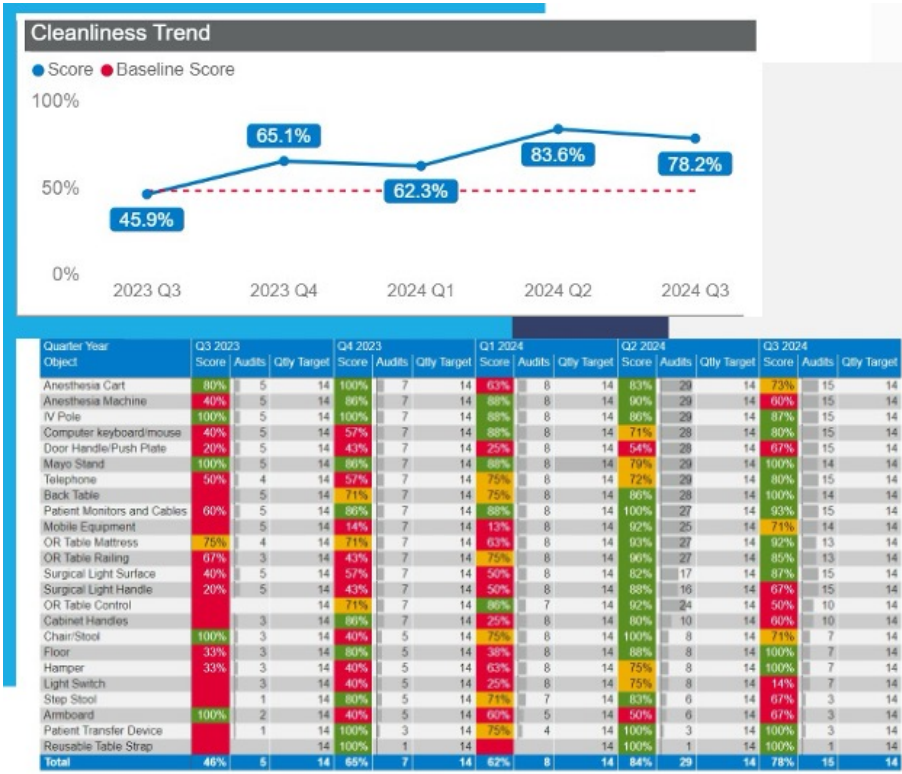 Cleanliness Trend
Score Baseline Score
100%
65.1%
83.6%
78.2%
50%
62.3%
45.9%
0%
2023 Q3 2023 Q4 2024 Q1 2024 Q2 2024 Q3
Quarter Year Q3 2023 Q4 2023 Q1 2024 Q2 2024 Q3 2024
Object Score Audits Qtly Target Score Audits Qtly Target Score Audits Qtly Target Score Audits Qtly Target Score Audits Qtly Target
Anesthesia Cart 80% 5 14 100% 7 14 63% 8 14 83% 29 14 73% 15 14
Anesthesia Machine 40% 5 14 86% 7 14 88% 8 14 90% 29 14 60% 15 14
IV Pole 100% 5 14 100% 7 14 88% 8 14 86% 29 14 87% 15 14
Computer keyboard/mouse 40% 5 14 57% 7 14 88% 8 14 71% 28 14 80% 15 14
Door Handle/Push Plate 20% 5 14 43% 7 14 25% 8 14 54% 28 14 67% 15 14
Mayo Stand 100% 5 14 86% 7 14 88% 8 14 79% 29 14 100% 14 14
Telephone 50% 4 14 57% 7 14 75% 8 14 72% 29 14 80% 15 14
Back Table 5 14 71% 7 14 75% 8 14 86% 28 14 100% 14 14
Patient Monitors and Cables 60% 5 14 86% 7 14 88% 8 14 100% 27 14 93% 15 14
Mobile Equipment 5 14 14% 7 14 13% 8 14 92% 25 14 71% 14 14
OR Table Mattress 75% 4 14 71% 7 14 63% 8 14 93% 27 14 92% 13 14
OR Table Railing 67% 3 14 43% 7 14 75% 8 14 96% 27 14 85% 13 14
Surgical Light Surface 40% 5 14 57% 7 14 50% 8 14 82% 17 14 87% 15 14
Surgical Light Handle 20% 5 14 43% 7 14 50% 8 14 88% 16 14 67% 15 14
OR Table Control 14 71% 7 14 86% 7 14 92% 24 14 50% 10 14
Cabinet Handles 3 14 86% 7 14 25% 8 14 80% 10 14 60% 10 14
Chair/Stool 100% 3 14 40% 5 14 75% 8 14 100% 8 14 71% 7 14
Floor 33% 3 14 80% 5 14 38% 8 14 88% 8 14 100% 7 14
Hamper 33% 3 14 40% 5 14 63% 8 14 75% 8 14 100% 7 14
Light Switch 3 14 40% 5 14 25% 8 14 75% 8 14 14% 7 14
Step Stool 1 14 80% 5 14 71% 7 14 83% 6 14 67% 3 14
Armboard 100% 2 14 40% 5 14 60% 5 14 50% 6 14 67% 3 14
Patient Transfer Device 1 14 100% 3 14 75% 4 14 100% 3 14 100% 3 14
Reusable Table Strap 14 100% 1 14 14 100% 1 14 100% 1 14
Total 46% 5 14 65% 7 14 62% 8 14 84% 29 14 78% 15 14